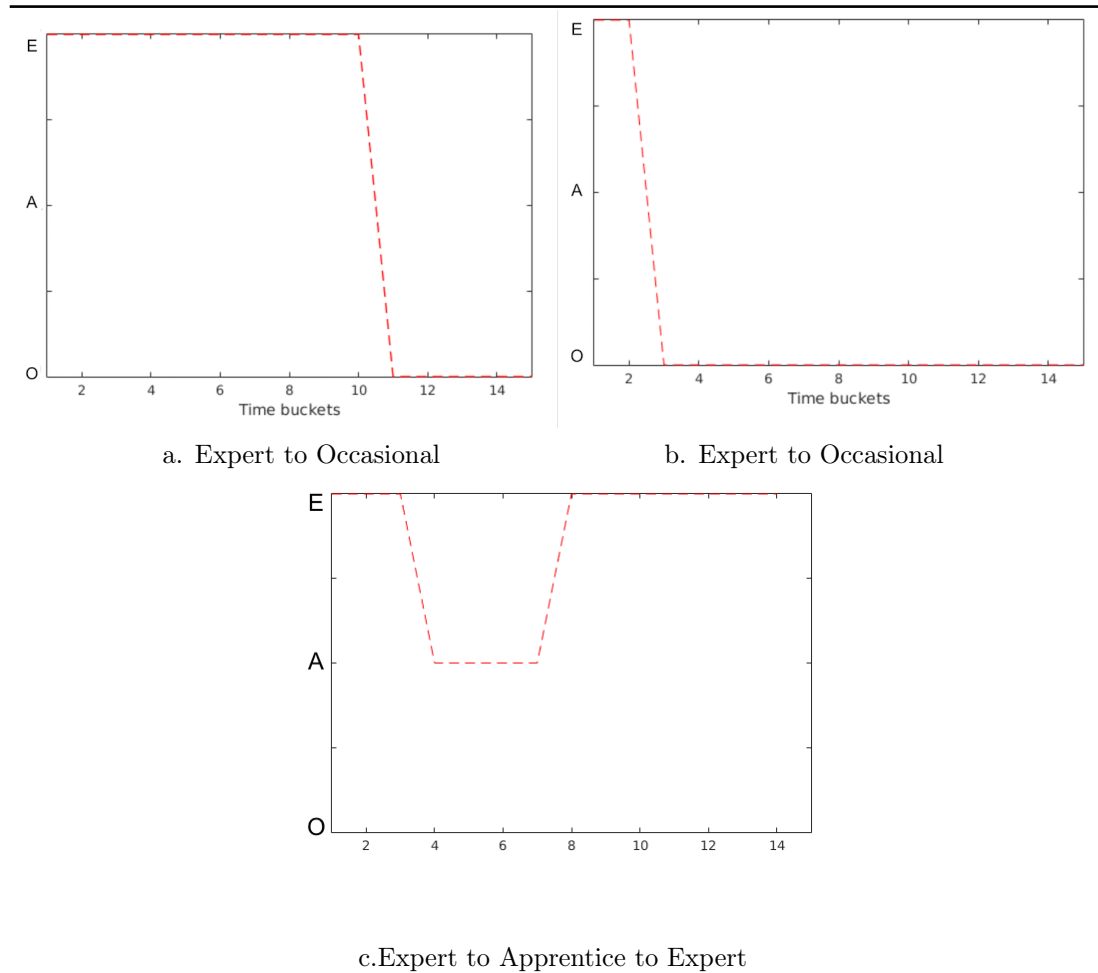 E
A
O
2 4 6 8 10 12 14
Time buckets
a. Expert to Occasional
E
A
O
2 4 6 8 10 12 14
Time buckets
b. Expert to Occasional
E
A
O
2 4 6 8 10 12 14
c.Expert to Apprentice to Expert